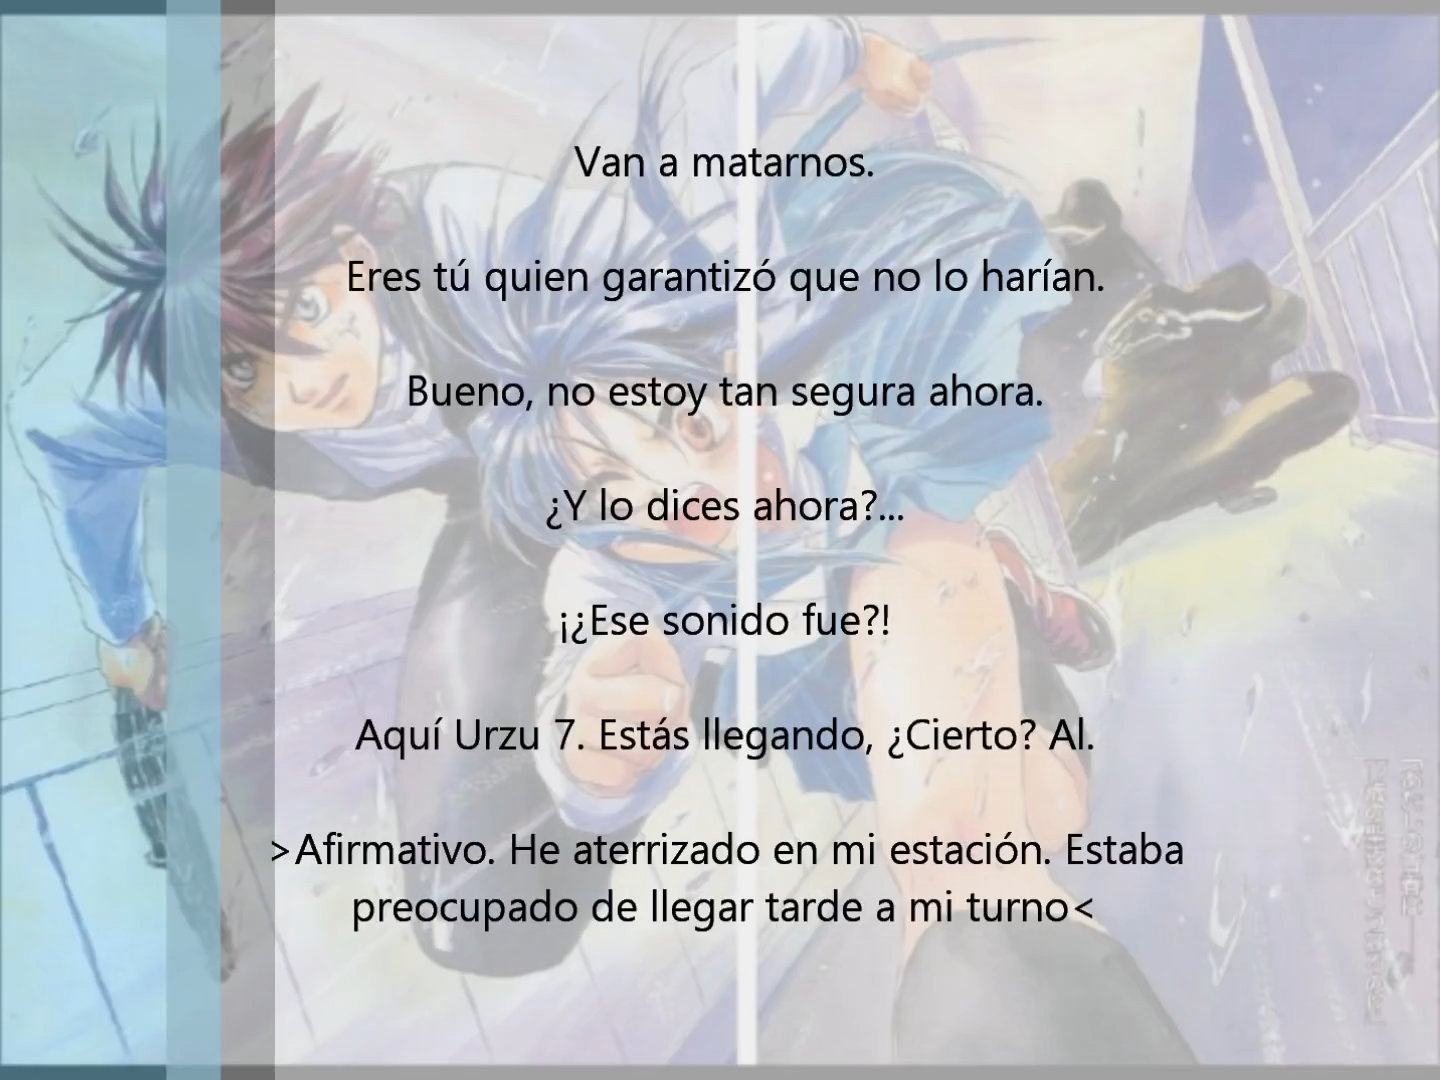 Van a matarnos.
Eres tú quien garantizó que no lo harían.
Bueno, no estoy tan segura ahora.
¿Y lo dices ahora?...
¡¿Ese sonido fue?!
Aquí Urzu 7. Estás llegando, ¿Cierto? Al.
>Afirmativo. He aterrizado en mi estación. Estaba
preocupado de llegar tarde a mi turno<